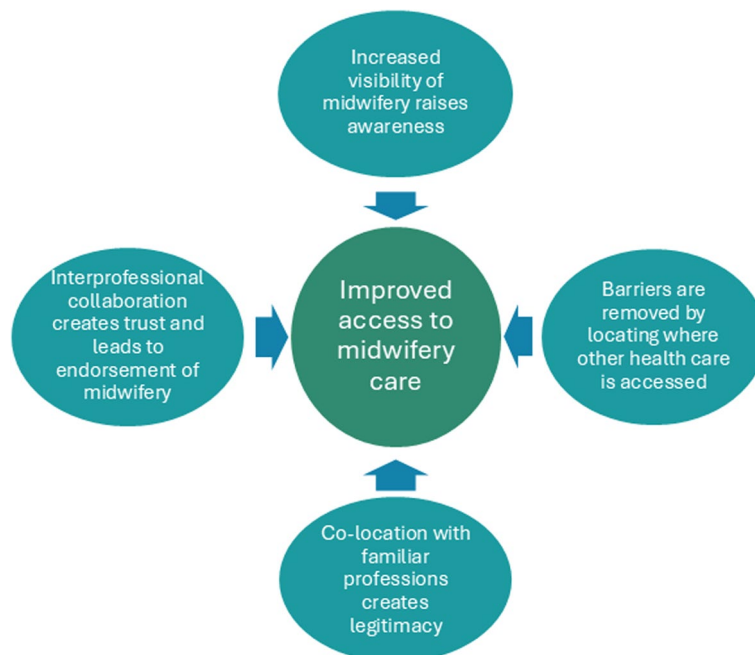 Increased
visibility of
midwifery raises
awareness
Interprofessional
collaboration
creates trust and
leads to
endorsement of
midwifery
Improved
access to
midwifery
care
Barriers are
removed by
locating where
other health care
is accessed
Co-location with
familiar
professions
creates
legitimacy